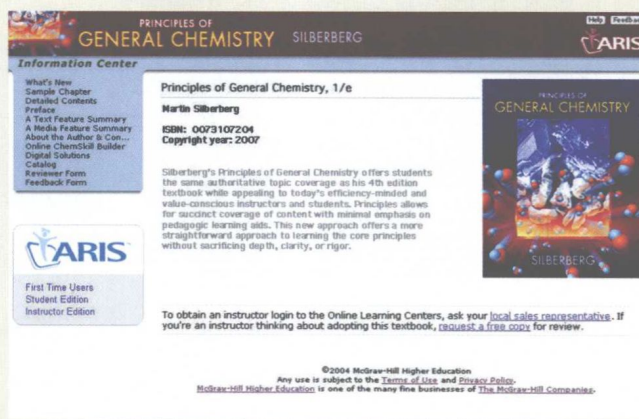 PRINCIPLES OF
GENERAL CHEMISTRY SILBERBERG
Help Feedback
ARIS
Information Center
What's New
Sample Chapter
Detailed Contents
Preface
A Text Feature Summary
A Media Feature Summary
About the Author & Con...
Online ChemSkill Builder
Digital Solutions
Catalog
Reviewer Form
Feedback Form
ARIS
First Time Users
Student Edition
Instructor Edition
Principles of General Chemistry, 1/e
Martin Silberberg
ISBN: 0073107204
Copyright year: 2007
Silberberg's Principles of General Chemistry offers students
the same authoritative topic coverage as his 4th edition
textbook while appealing to today's efficiency-minded and
value-conscious instructors and students. Principles allows
for succinct coverage of content with minimal emphasis on
pedagogic learning aids. This new approach offers a more
straightforward approach to learning the core principles
without sacrificing depth, clarity, or rigor.
PRINCIPLES OF
GENERAL CHEMISTRY
SILBERBERG
To obtain an instructor login to the Online Learning Centers, ask your local sales representative. If
you're an instructor thinking about adopting this textbook, request a free copy for review.
©2004 McGraw-Hill Higher Education
Any use is subject to the Terms of Use and Privacy Policy.
McGraw-Hill Higher Education is one of the many fine businesses of The McGraw-Hill Companies.